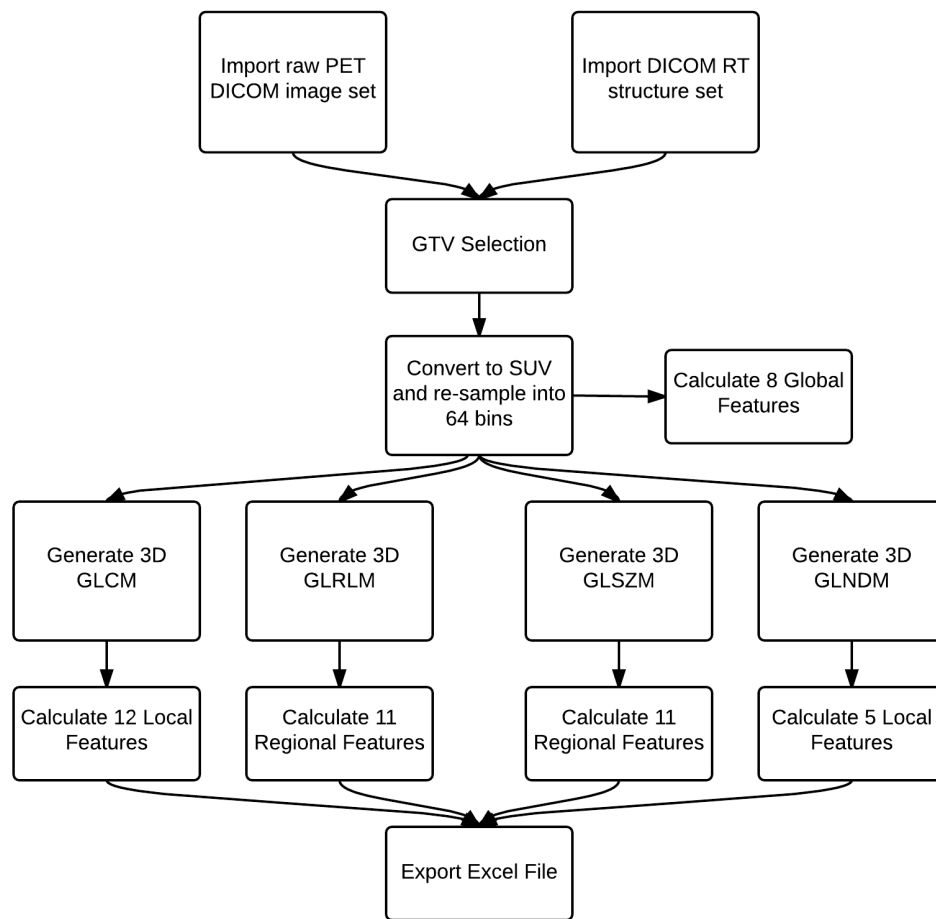 Import raw PET
DICOM image set
Import DICOM RT
structure set
GTV Selection
Convert to SUV
and re-sample into
64 bins
Calculate 8 Global
Features
Generate 3D
GLCM
Generate 3D
GLRLM
Generate 3D
GLSZM
Generate 3D
GLNDM
Calculate 12 Local
Features
Calculate 11
Regional Features
Calculate 11
Regional Features
Calculate 5 Local
Features
Export Excel File